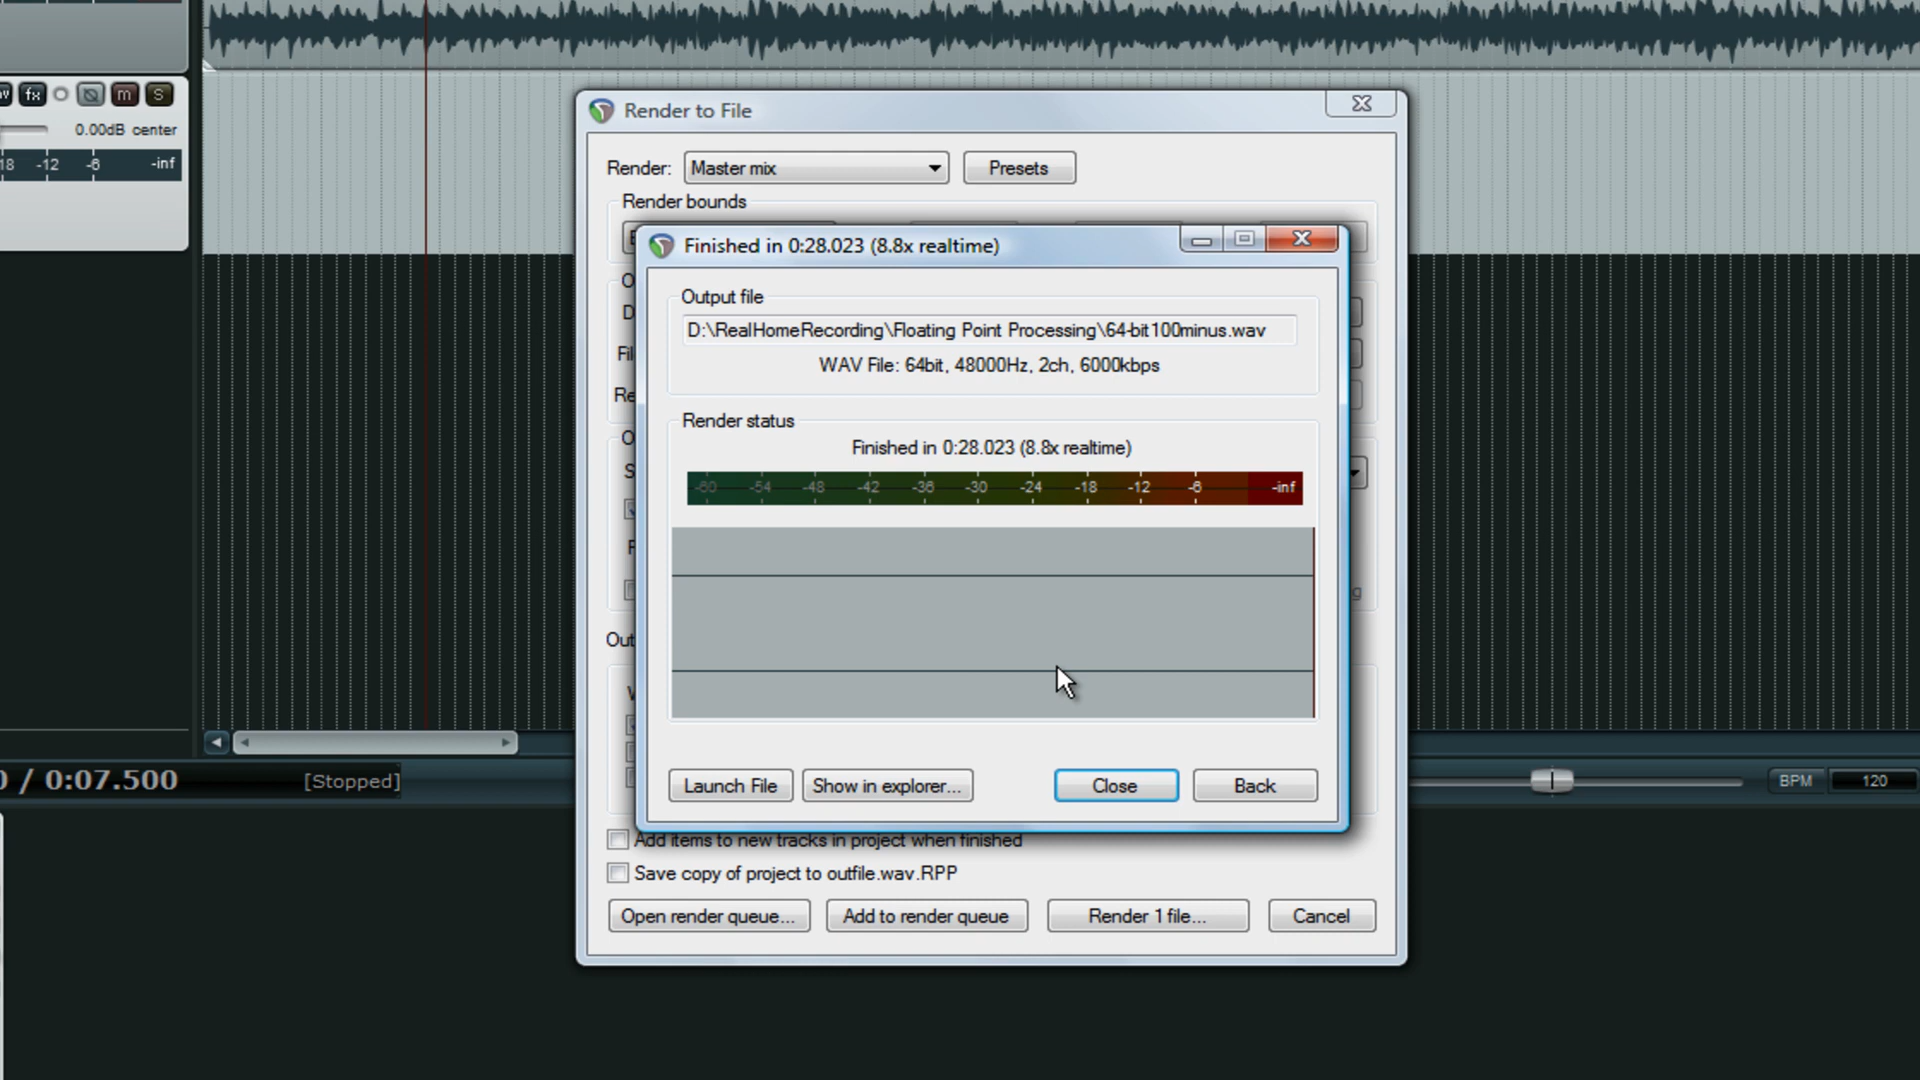 fx
m
S
0.00dB center
18 -12 -6 -inf
Render to File
Render: Master mix
Presets
Render bounds
Finished in 0:28.023 (8.8x realtime)
Output file
D:\RealHomeRecording\Floating Point Processing\64-bit100minus.wav
WAV File: 64bit, 48000Hz, 2ch, 6000kbps
Render status
Finished in 0:28.023 (8.8x realtime)
-60 -54 -48 -42 -36 -30 -24 -18 -12 -6 -inf
Out
Launch File
Show in explorer...
Close
Back
0 / 0:07.500
[Stopped]
BPM
120
Add items to new tracks in project when finished
Save copy of project to outfile.wav.RPP
Open render queue...
Add to render queue
Render 1 file...
Cancel